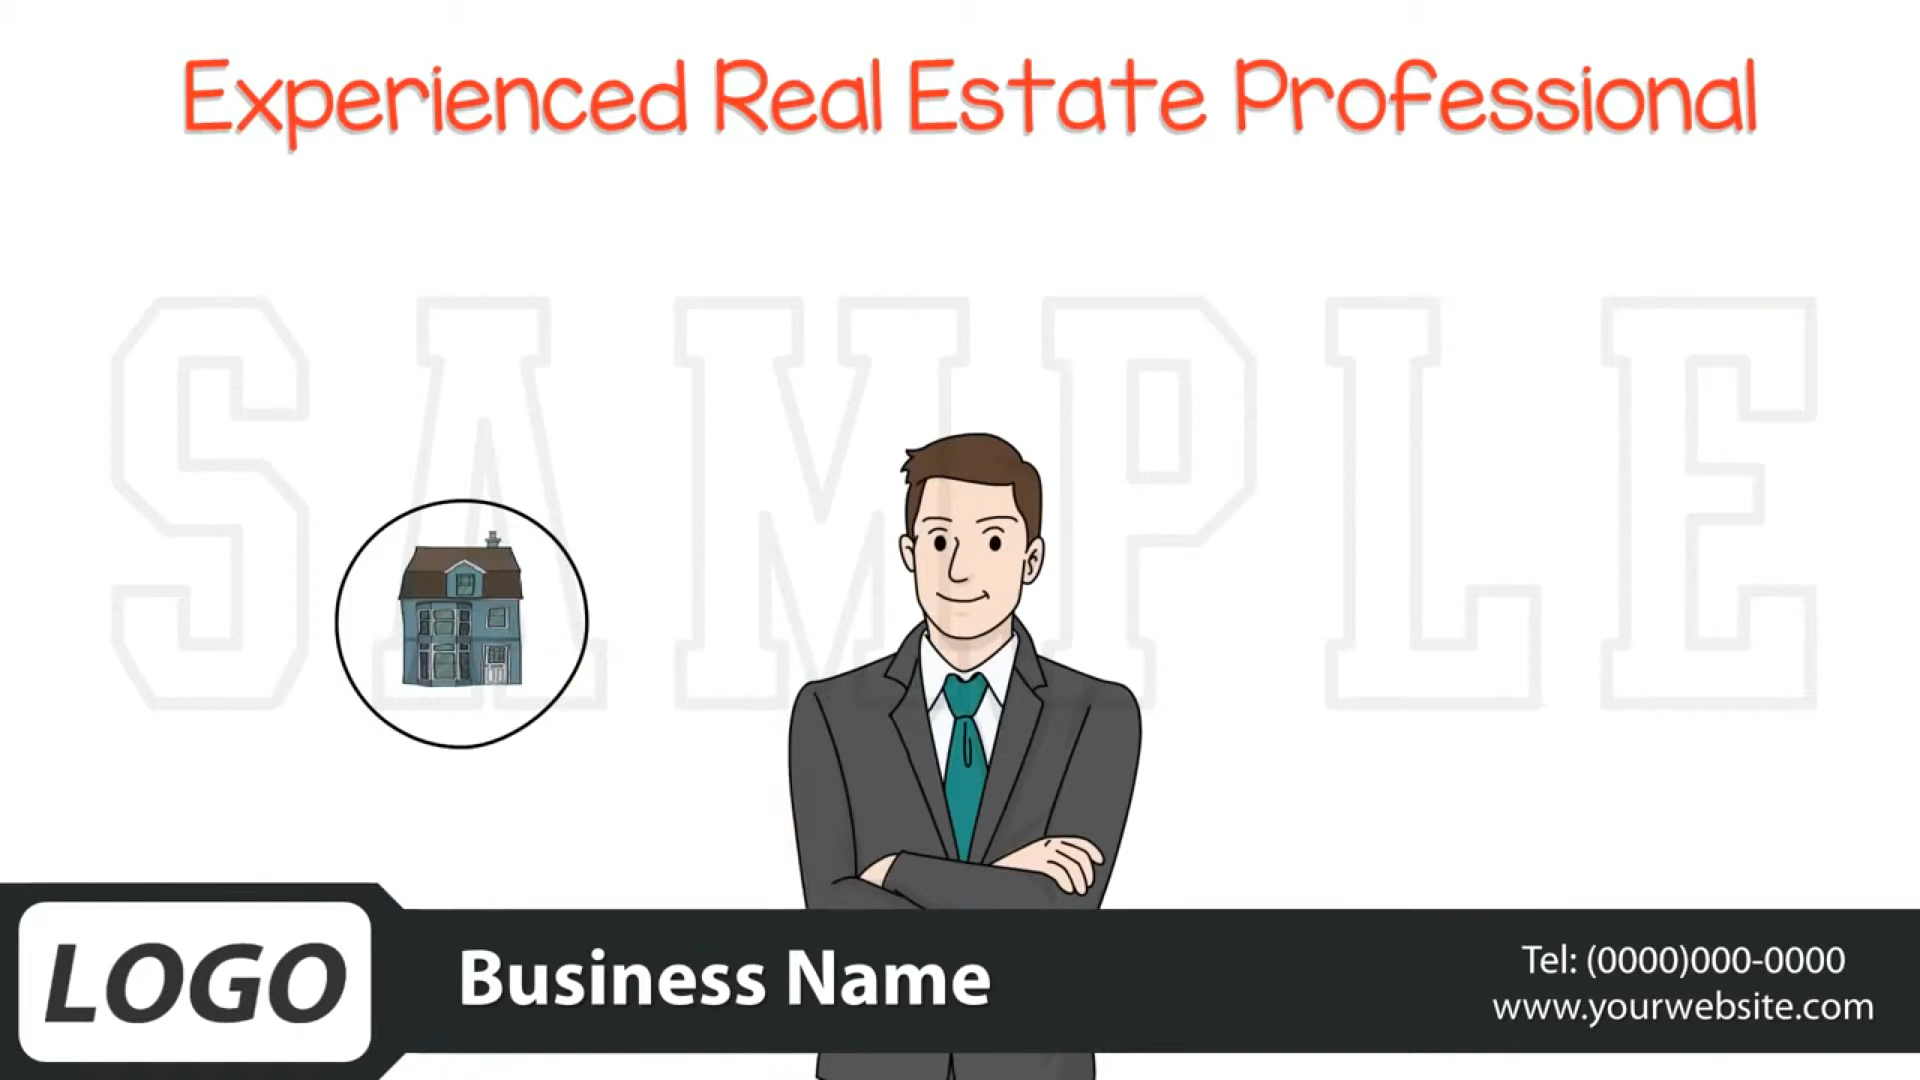 Experienced Real Estate Professional
SAMPLE
LOGO
Business Name
Tel: (0000)000-0000
www.yourwebsite.com